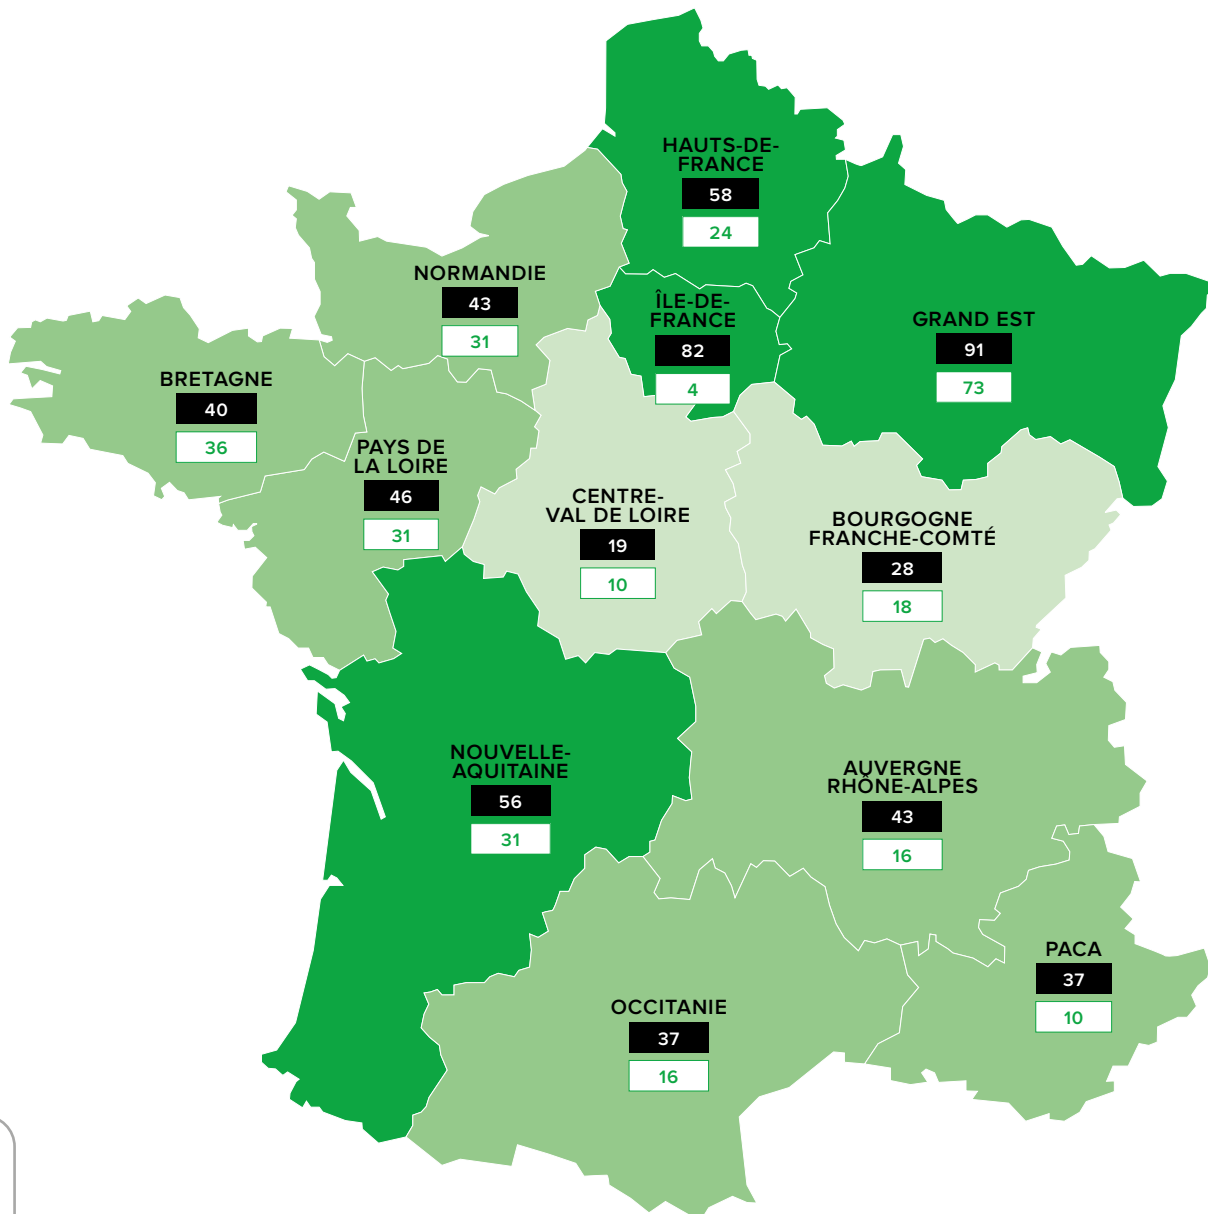 HAUTS-DE-
FRANCE
58
24
NORMANDIE
43
31
ÎLE-DE-
FRANCE
82
4
GRAND EST
91
73
BRETAGNE
40
36
PAYS DE
LA LOIRE
46
31
CENTRE-
VAL DE LOIRE
19
10
BOURGOGNE
FRANCHE-COMTÉ
28
18
NOUVELLE-
AQUITAINE
56
31
AUVERGNE
RHÔNE-ALPES
43
16
PACA
37
10
OCCITANIE
37
16